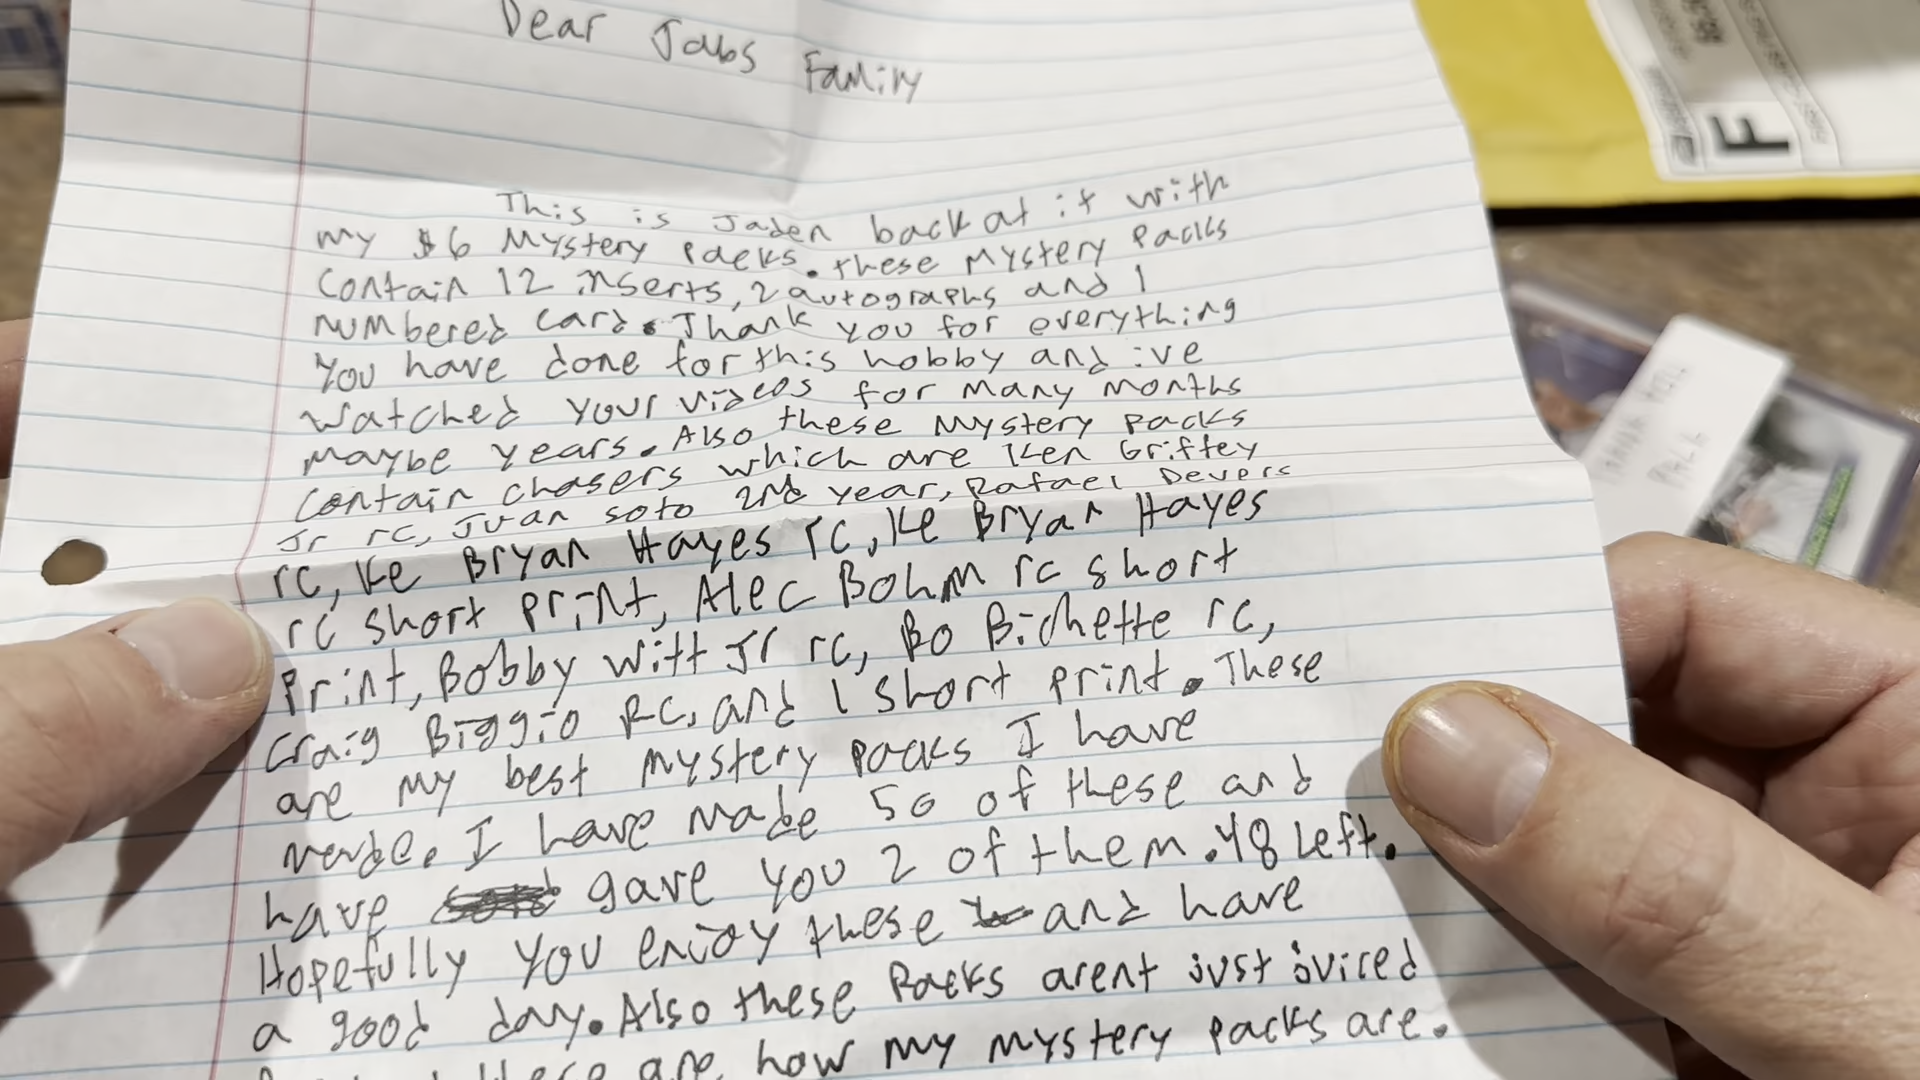 Dear Jabs Family
This is Jaden back at it with
my $6 Mystery Packs. these Mystery Packs
Contain 12 inserts, 2 autographs and 1
numbered card. Thank you for everything
You have done for this hobby and ive
Watched your videos for many months
maybe years. Also these Mystery Packs
Contain chasers which are Ken Griffey
Jr rc, Juan soto 2nd year, Rafael Devers
rc, Ke Bryan Hayes rc, Ke Bryan Hayes
rc short print, Alec Bohm rc short
Print, Bobby Witt Jr rc, Bo Bichette rc,
Craig Biggio Rc, and 1 short print. These
are my best mystery packs I have
made. I have made 50 of these and
have gave you 2 of them. 48 Left.
Hopefully you enjoy these and have
a good day. Also these Packs arent just juiced
these are how my mystery packs are.
F